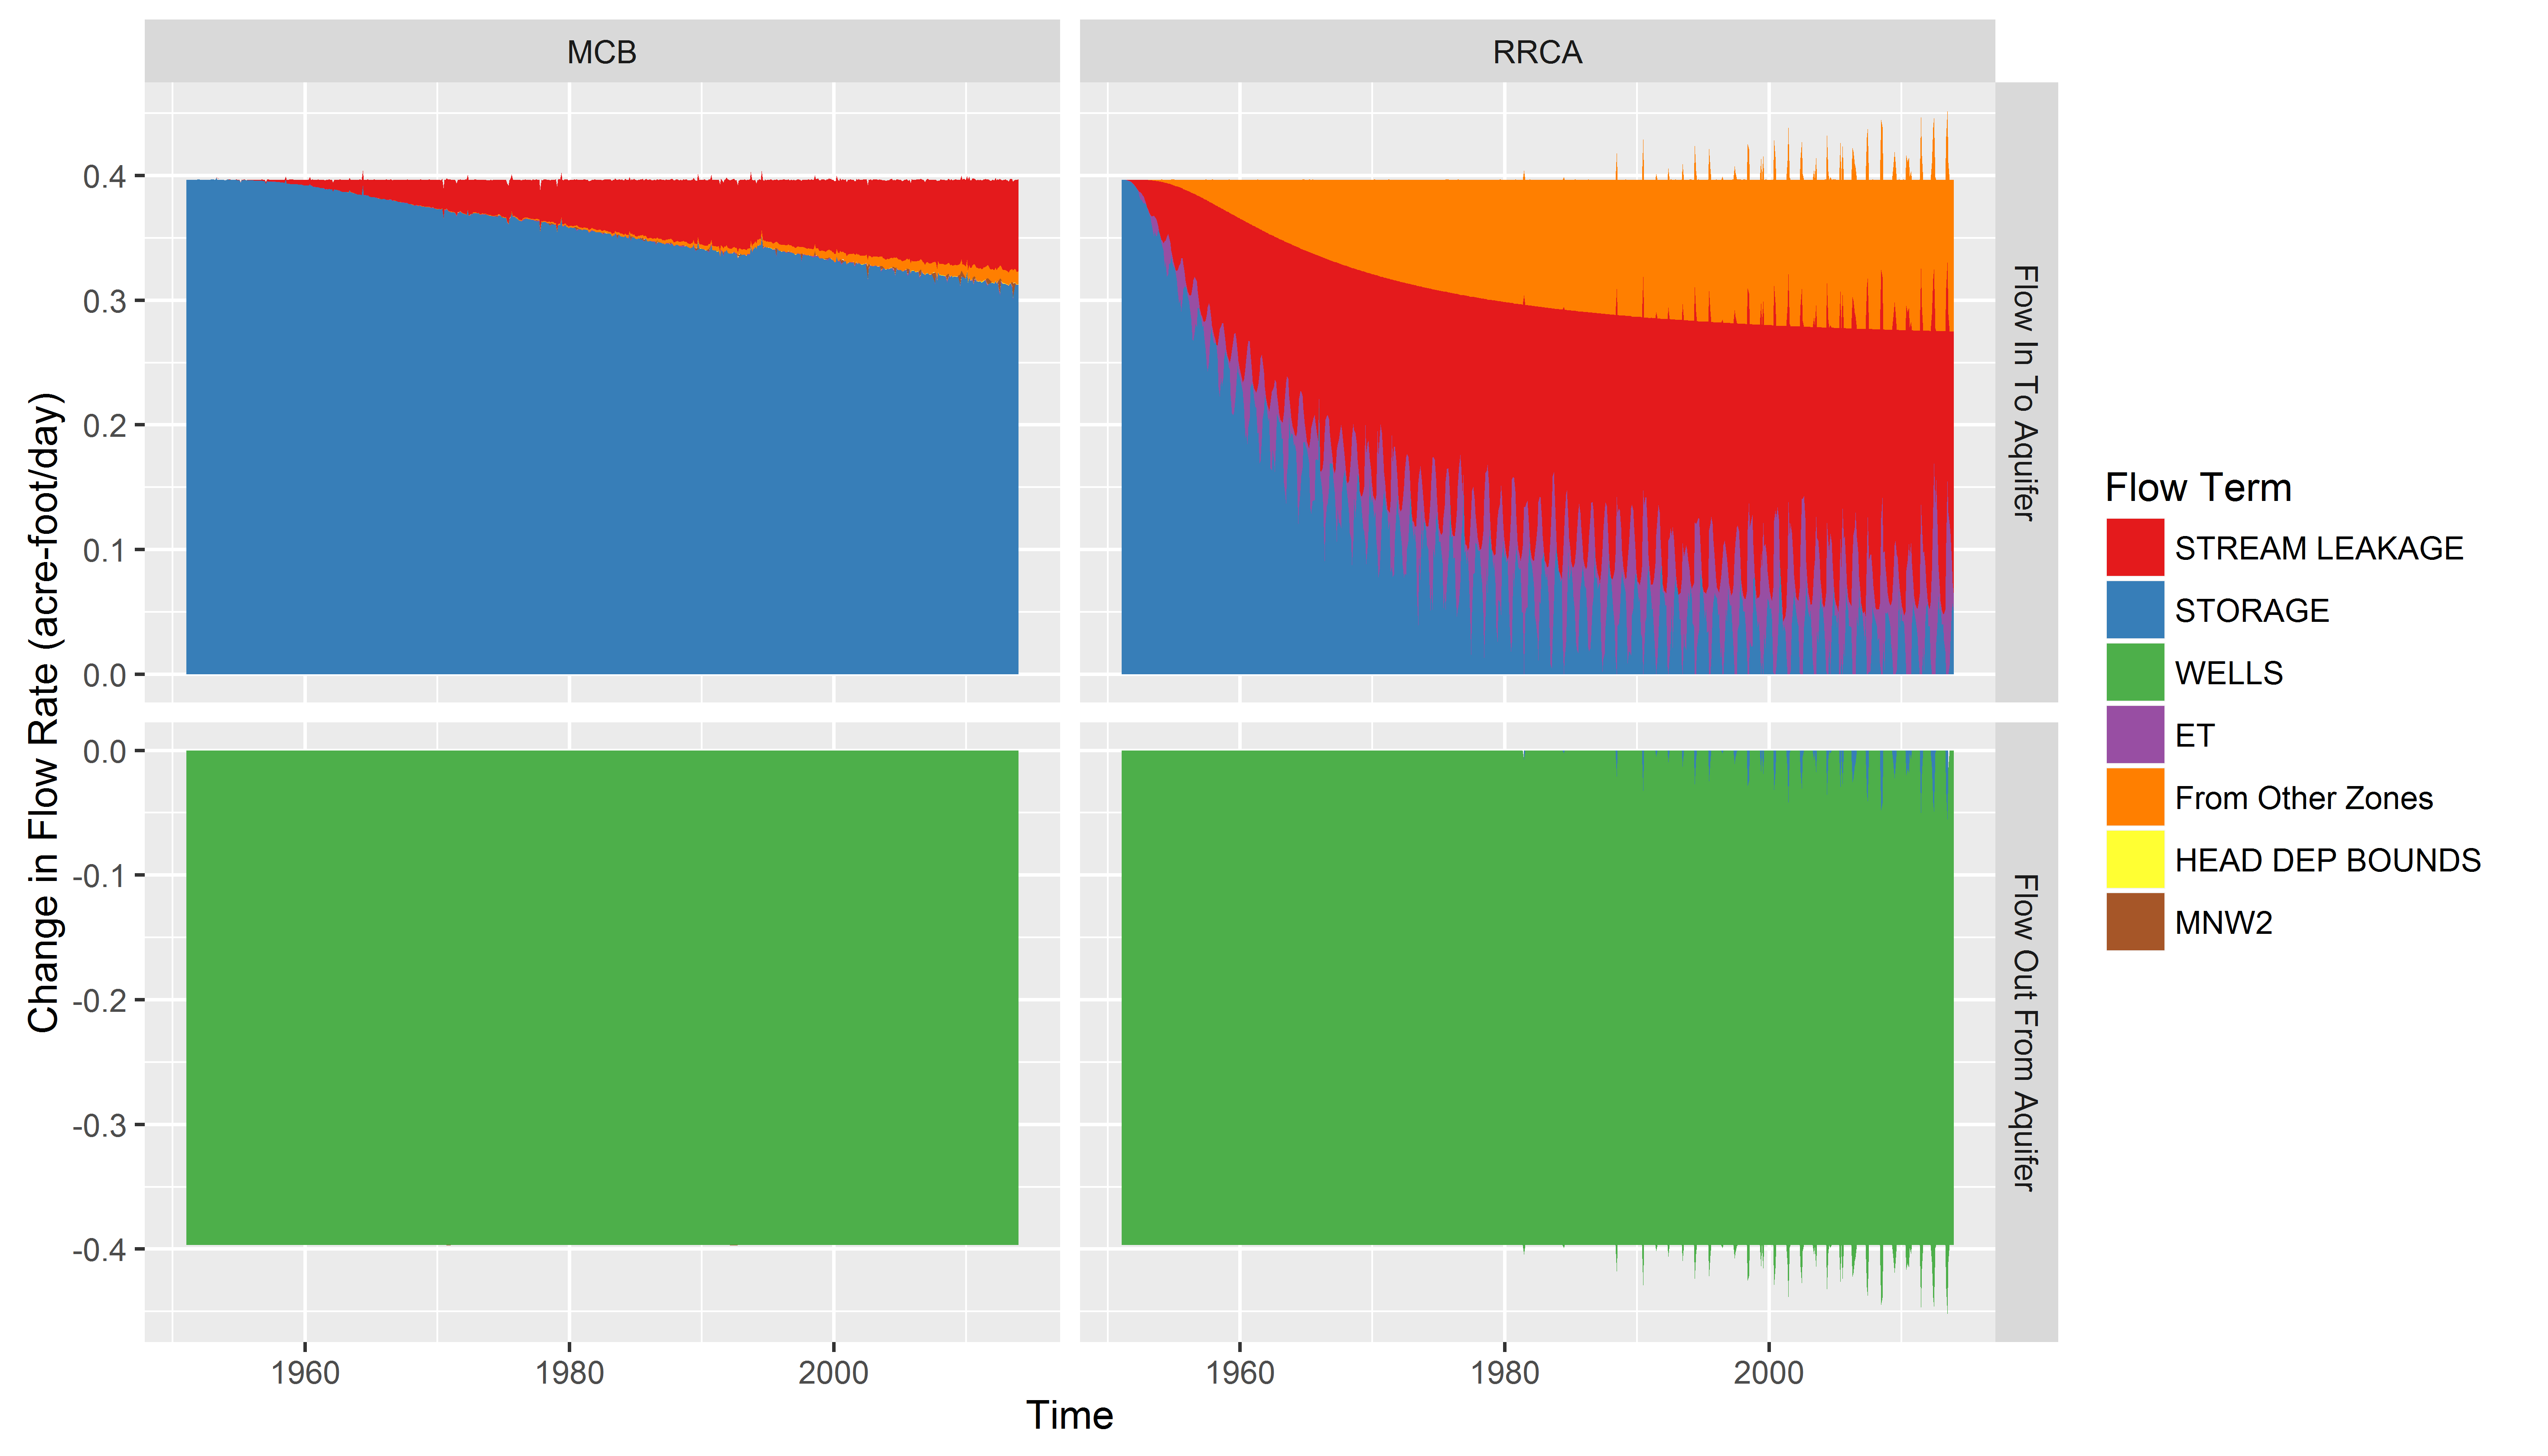 MCB
RRCA
Change in Flow Rate (acre-foot/day)
0.4
0.3
0.2
0.1
0.0
Flow In To Aquifer
0.0
-0.1
-0.2
-0.3
-0.4
Flow Out From Aquifer
1960
1980
2000
1960
1980
2000
Time
Flow Term
STREAM LEAKAGE
STORAGE
WELLS
ET
From Other Zones
HEAD DEP BOUNDS
MNW2